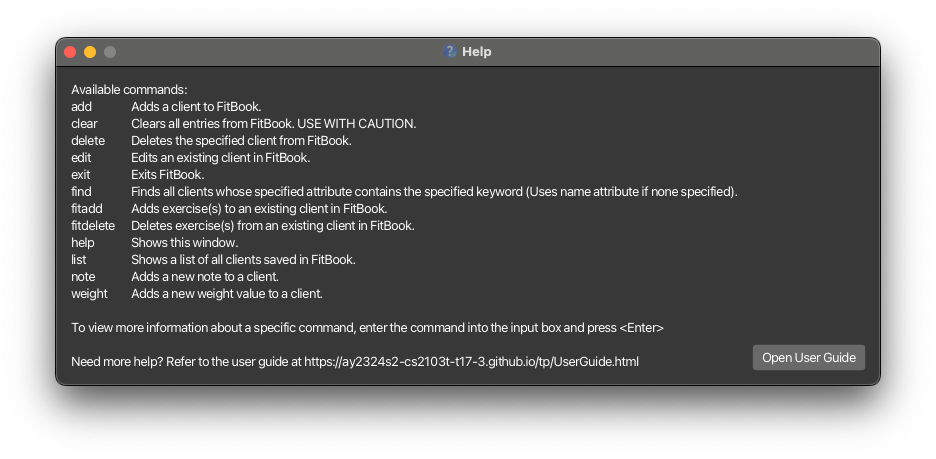 Help
Available commands:
add Adds a client to FitBook.
clear Clears all entries from FitBook. USE WITH CAUTION.
delete Deletes the specified client from FitBook.
edit Edits an existing client in FitBook.
exit Exits FitBook.
find Finds all clients whose specified attribute contains the specified keyword (Uses name attribute if none specified).
fitadd Adds exercise(s) to an existing client in FitBook.
fitdelete Deletes exercise(s) from an existing client in FitBook.
help Shows this window.
list Shows a list of all clients saved in FitBook.
note Adds a new note to a client.
weight Adds a new weight value to a client.
To view more information about a specific command, enter the command into the input box and press <Enter>
Need more help? Refer to the user guide at https://ay2324s2-cs2103t-t17-3.github.io/tp/UserGuide.html
Open User Guide